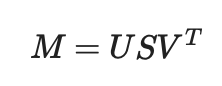 M = USV^T